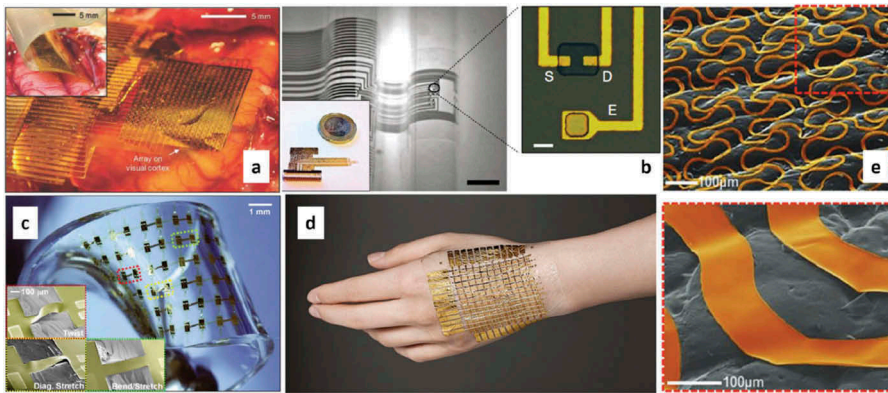 5 mm
5 mm
Array on
visual cortex
a
S
D
E
b
100µm
e
c
1 mm
100 µm
Twist
Diag. Stretch
Bend/Stretch
d
100µm